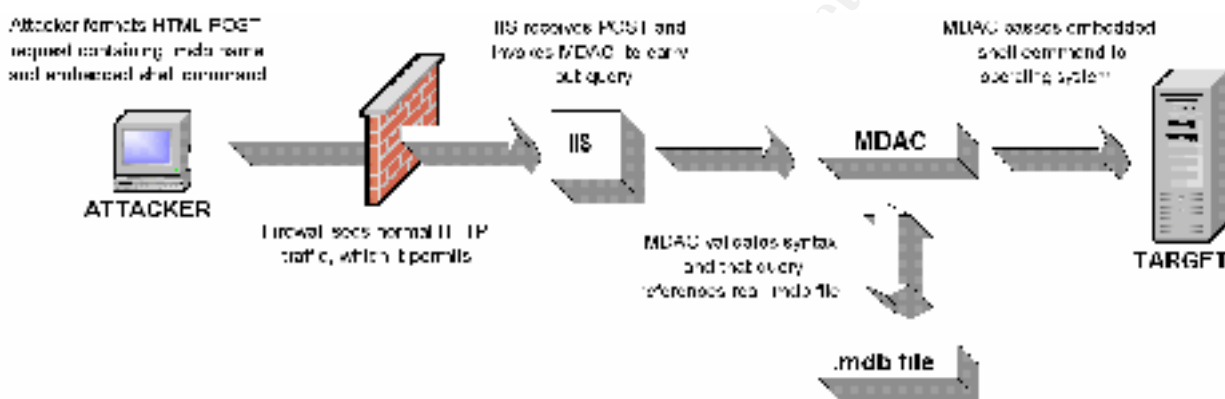 Attacker formats HTML POST
request containing .mdb name
and embedded shell command
ATTACKER
Firewall sees normal HTTP
traffic, which it permits
IIS receives POST and
invokes MDAC to carry
out query
IIS
MDAC
MDAC validates syntax
and that query
references real .mdb file
.mdb file
MDAC passes embedded
shell command to
operating system
TARGET